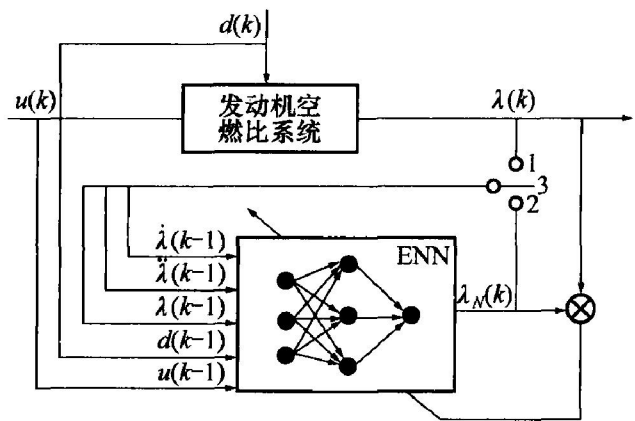 d(k)
u(k)
发动机空
燃比系统
λ(k)
1
3
2
ENN
λ̇(k−1)
λ̈(k−1)
λ(k−1)
d(k−1)
u(k−1)
λ_N(k)